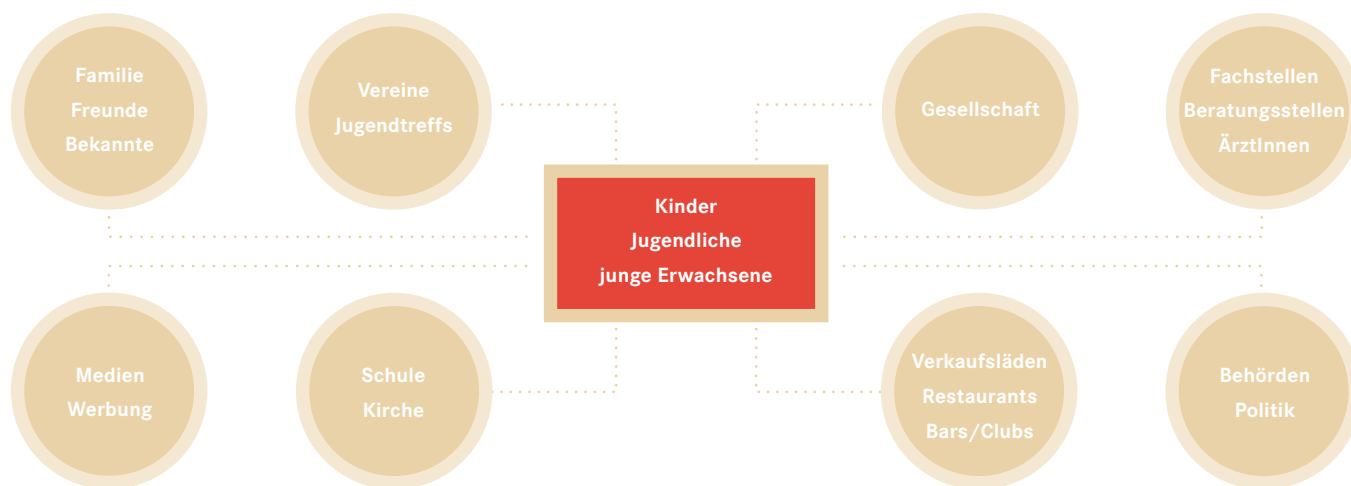 Familie
Freunde
Bekannte
Vereine
Jugendtreffs
Gesellschaft
Fachstellen
Beratungsstellen
ÄrztInnen
Kinder
Jugendliche
junge Erwachsene
Medien
Werbung
Schule
Kirche
Verkaufsläden
Restaurants
Bars/Clubs
Behörden
Politik